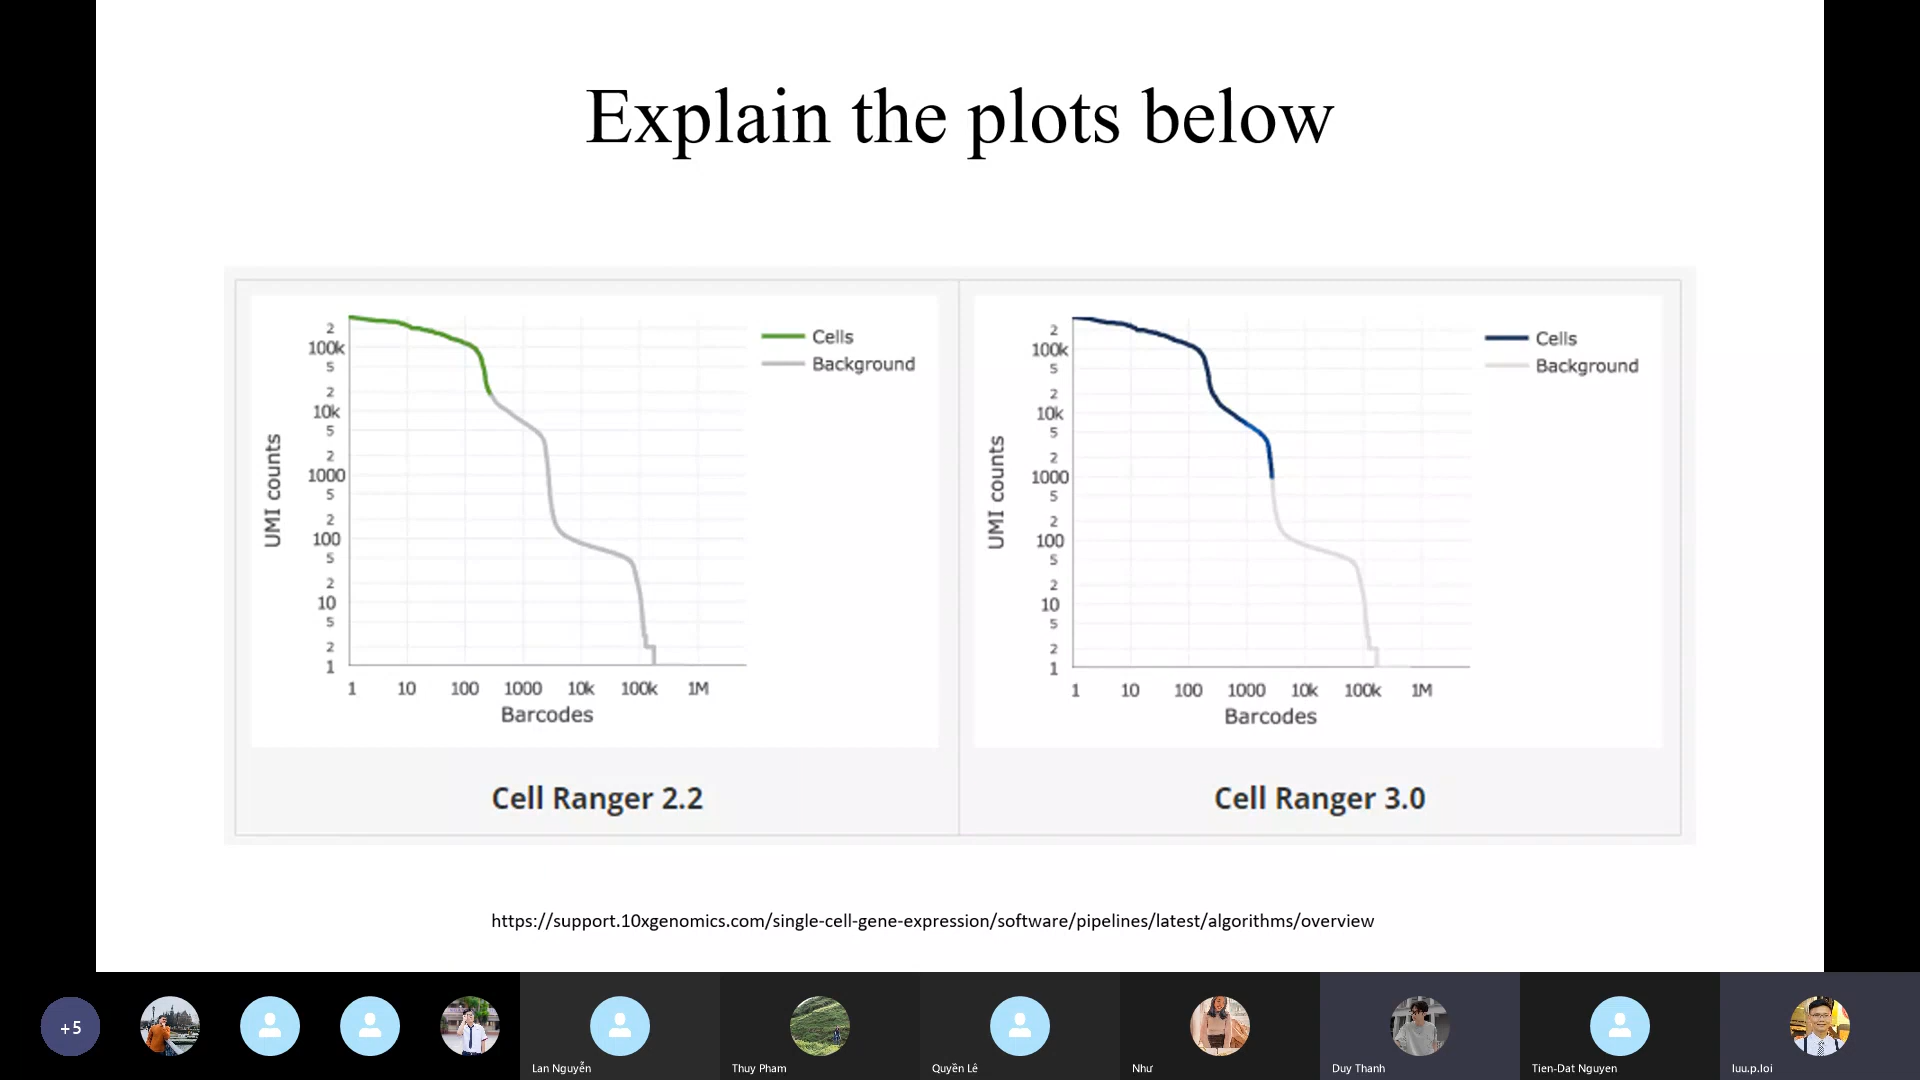 Explain the plots below
2
100k
5
2
10k
5
2
1000
5
2
100
5
2
10
5
2
1
UMI counts
1 10 100 1000 10k 100k 1M
Barcodes
Cells
Background
Cell Ranger 2.2
2
100k
5
2
10k
5
2
1000
5
2
100
5
2
10
5
2
1
UMI counts
1 10 100 1000 10k 100k 1M
Barcodes
Cells
Background
Cell Ranger 3.0
https://support.10xgenomics.com/single-cell-gene-expression/software/pipelines/latest/algorithms/overview
+5
Lan Nguyễn
Thuy Pham
Quyền Lê
Như
Duy Thanh
Tien-Dat Nguyen
luu.p.loi